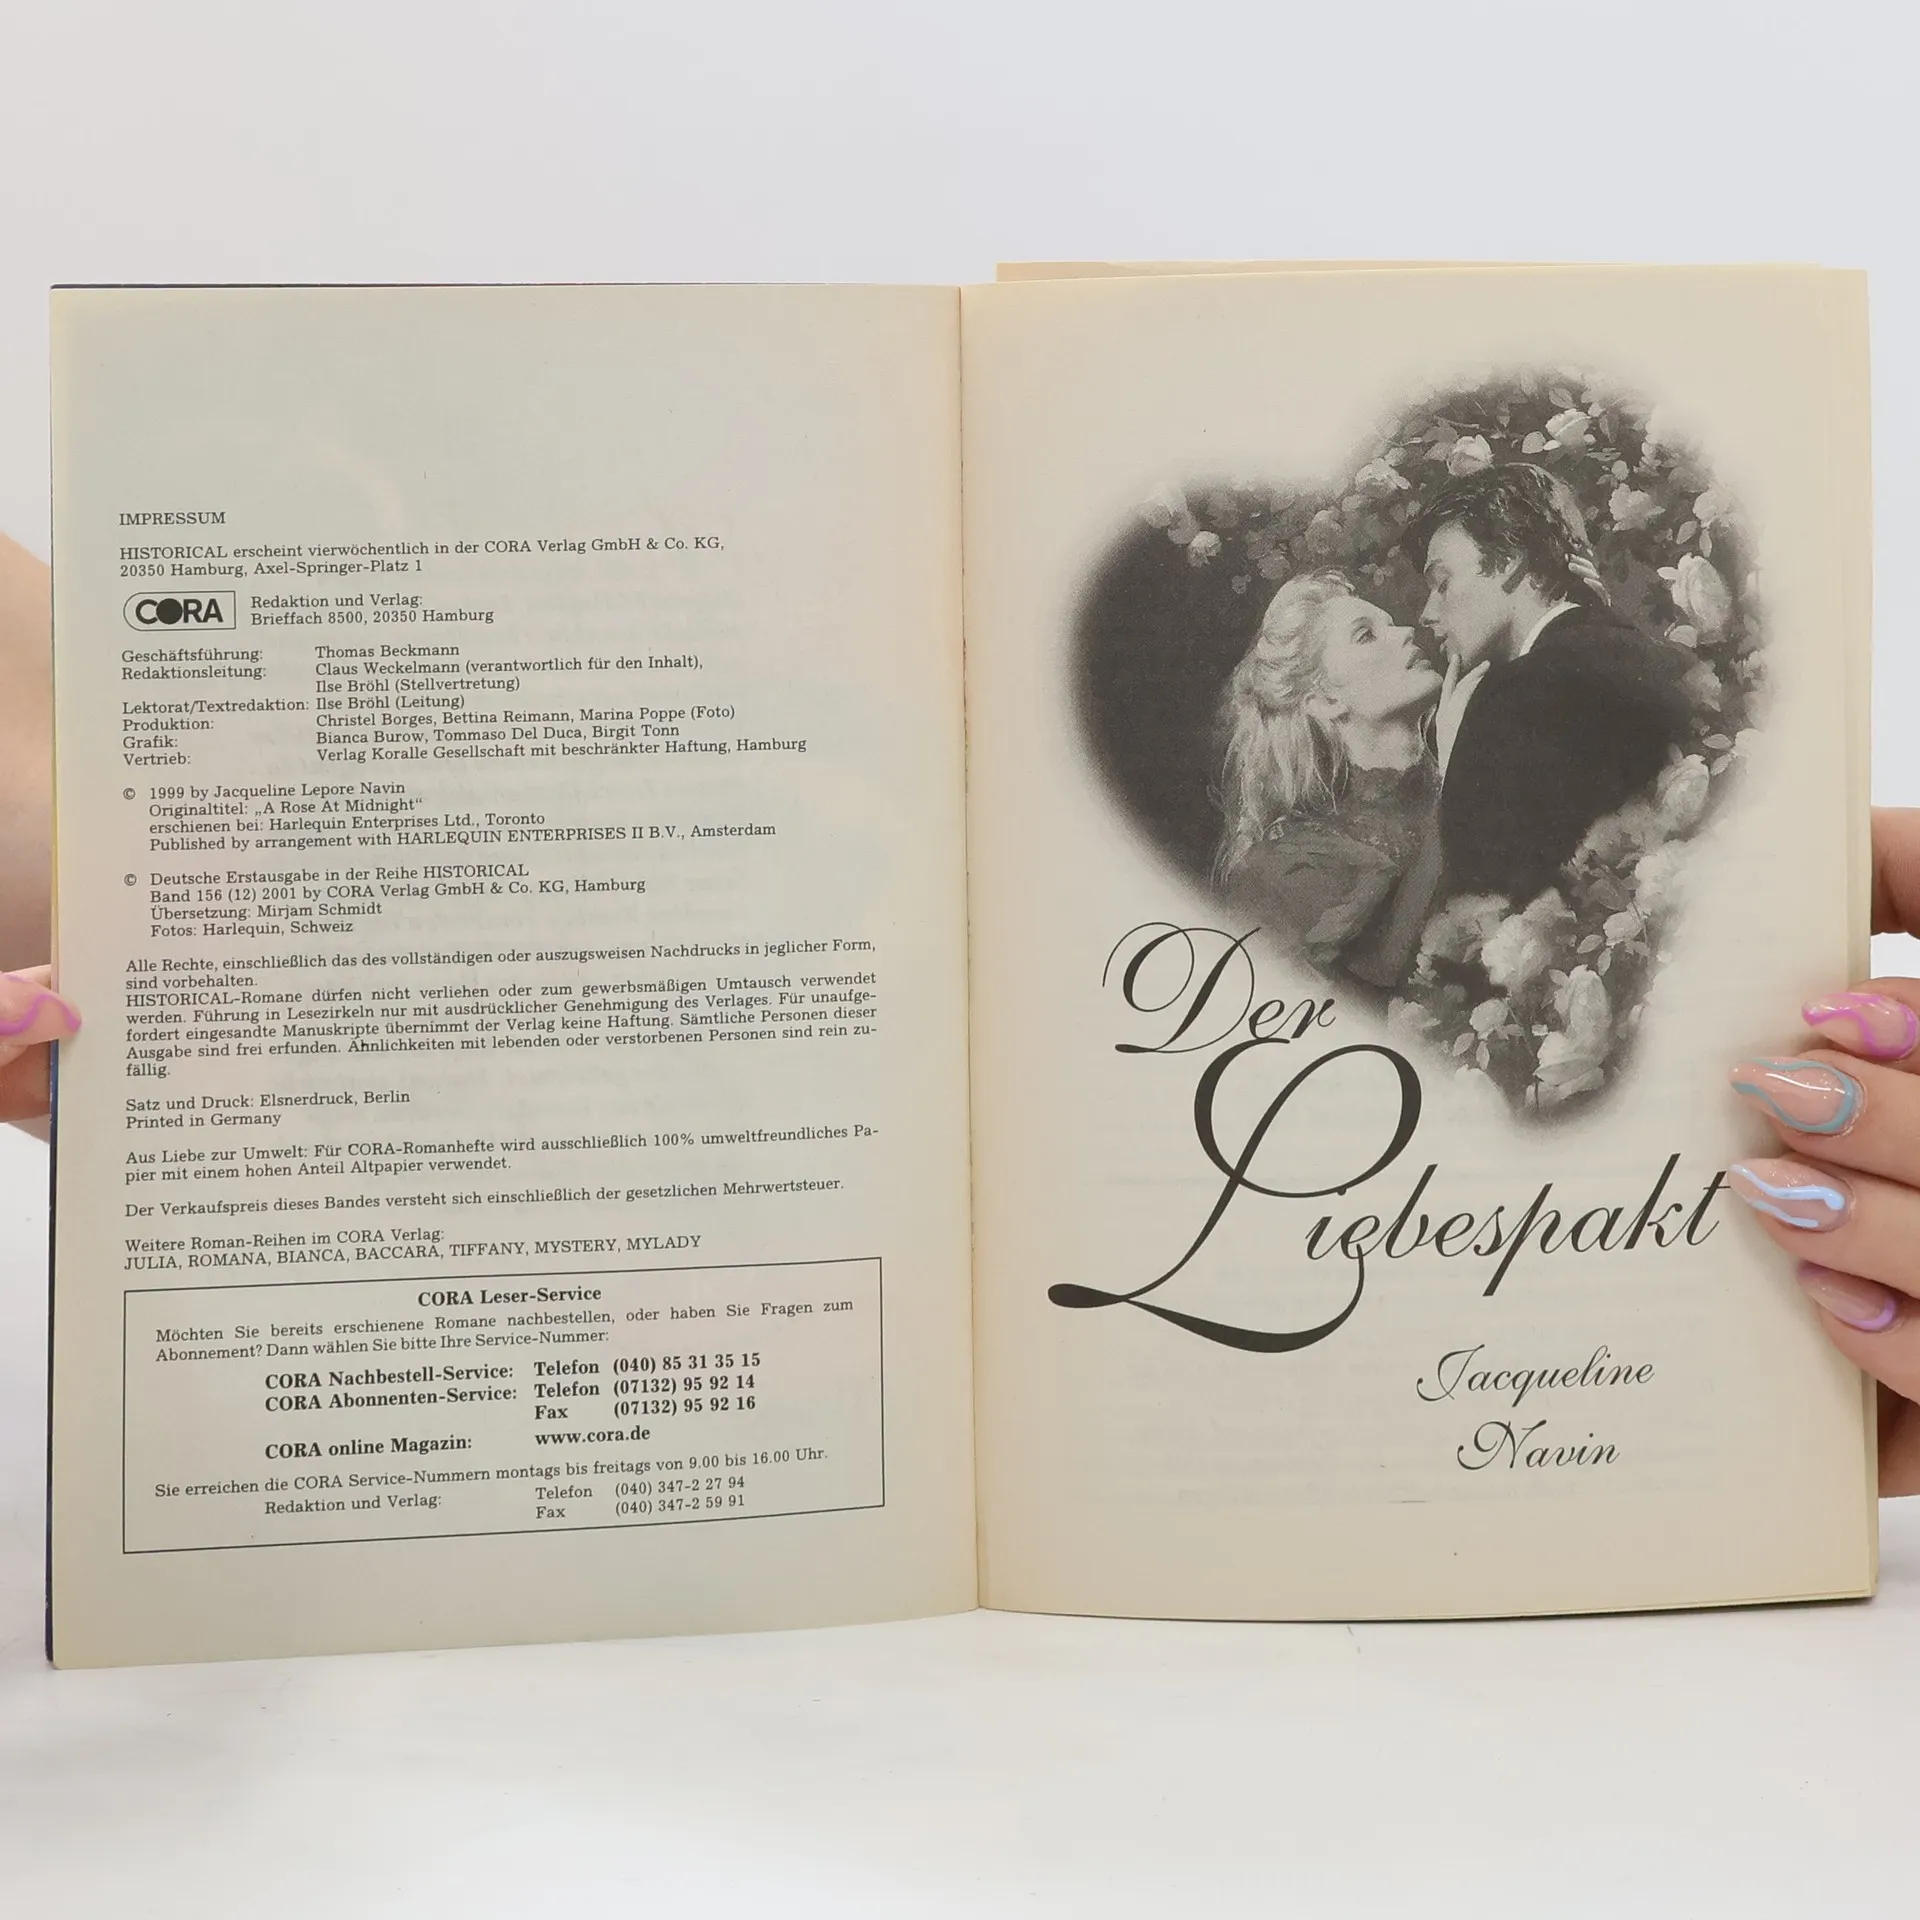 IMPRESSUM
HISTORICAL erscheint vierwöchentlich in der CORA Verlag GmbH & Co. KG,
20350 Hamburg, Axel-Springer-Platz 1
CORA
Redaktion und Verlag:
Brieffach 8500, 20350 Hamburg
Geschäftsführung: Thomas Beckmann
Redaktionsleitung: Claus Weckelmann (verantwortlich für den Inhalt),
Ilse Bröhl (Stellvertretung)
Lektorat/Textredaktion: Ilse Bröhl (Leitung)
Produktion: Christel Borges, Bettina Reimann, Marina Poppe (Foto)
Grafik: Bianca Burow, Tommaso Del Duca, Birgit Tonn
Vertrieb: Verlag Koralle Gesellschaft mit beschränkter Haftung, Hamburg
© 1999 by Jacqueline Lepore Navin
Originaltitel: „A Rose At Midnight“
erschienen bei: Harlequin Enterprises Ltd., Toronto
Published by arrangement with HARLEQUIN ENTERPRISES II B.V., Amsterdam
© Deutsche Erstausgabe in der Reihe HISTORICAL
Band 156 (12) 2001 by CORA Verlag GmbH & Co. KG, Hamburg
Übersetzung: Mirjam Schmidt
Fotos: Harlequin, Schweiz
Alle Rechte, einschließlich das des vollständigen oder auszugsweisen Nachdrucks in jeglicher Form,
sind vorbehalten.
HISTORICAL-Romane dürfen nicht verliehen oder zum gewerbsmäßigen Umtausch verwendet
werden. Führung in Lesezirkeln nur mit ausdrücklicher Genehmigung des Verlages. Für unaufge-
fordert eingesandte Manuskripte übernimmt der Verlag keine Haftung. Sämtliche Personen dieser
Ausgabe sind frei erfunden. Ähnlichkeiten mit lebenden oder verstorbenen Personen sind rein zu-
fällig.
Satz und Druck: Elsnerdruck, Berlin
Printed in Germany
Aus Liebe zur Umwelt: Für CORA-Romanhefte wird ausschließlich 100% umweltfreundliches Pa-
pier mit einem hohen Anteil Altpapier verwendet.
Der Verkaufspreis dieses Bandes versteht sich einschließlich der gesetzlichen Mehrwertsteuer.
Weitere Roman-Reihen im CORA Verlag:
JULIA, ROMANA, BIANCA, BACCARA, TIFFANY, MYSTERY, MYLADY
CORA Leser-Service
Möchten Sie bereits erschienene Romane nachbestellen, oder haben Sie Fragen zum
Abonnement? Dann wählen Sie bitte Ihre Service-Nummer:
CORA Nachbestell-Service: Telefon (040) 85 31 35 15
CORA Abonnenten-Service: Telefon (07132) 95 92 14
Fax (07132) 95 92 16
CORA online Magazin: www.cora.de
Sie erreichen die CORA Service-Nummern montags bis freitags von 9.00 bis 16.00 Uhr.
Redaktion und Verlag: Telefon (040) 347-2 27 94
Fax (040) 347-2 59 91
Der
Liebespakt
Jacqueline
Navin